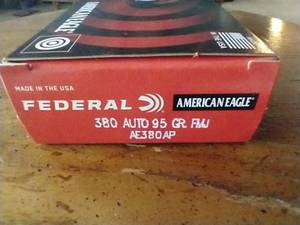 MADE IN THE USA
FEDERAL
AMERICAN EAGLE
380 AUTO 95 GR. FMJ
AE380AP